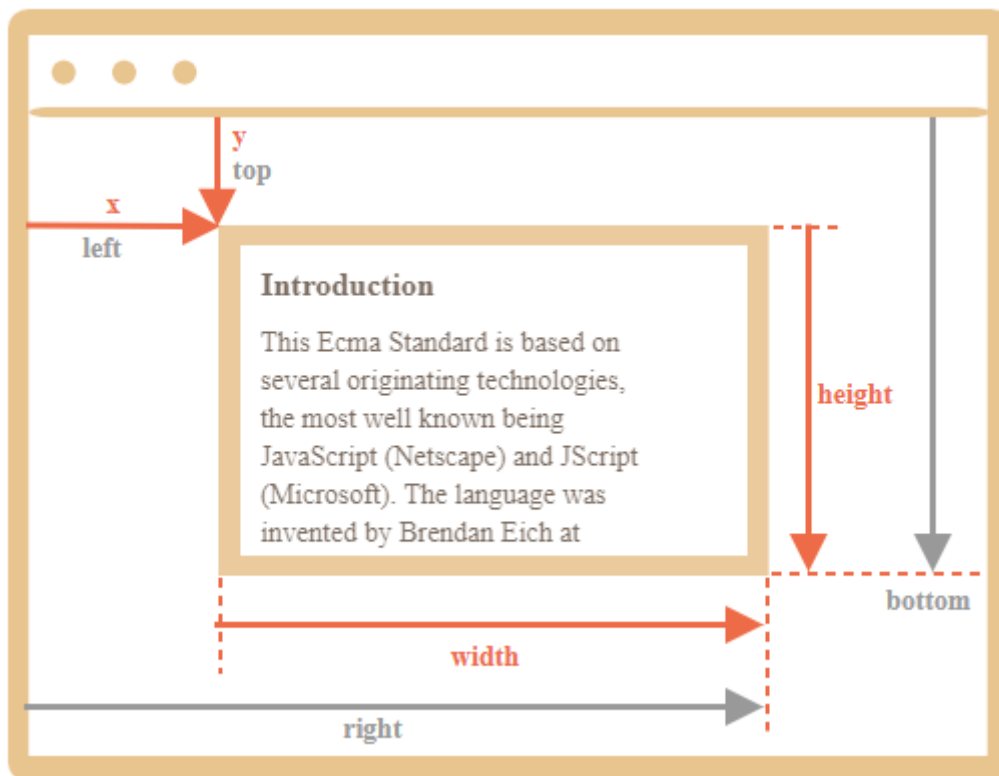 y
top
x
left
Introduction
This Ecma Standard is based on
several originating technologies,
the most well known being
JavaScript (Netscape) and JScript
(Microsoft). The language was
invented by Brendan Eich at
height
bottom
width
right